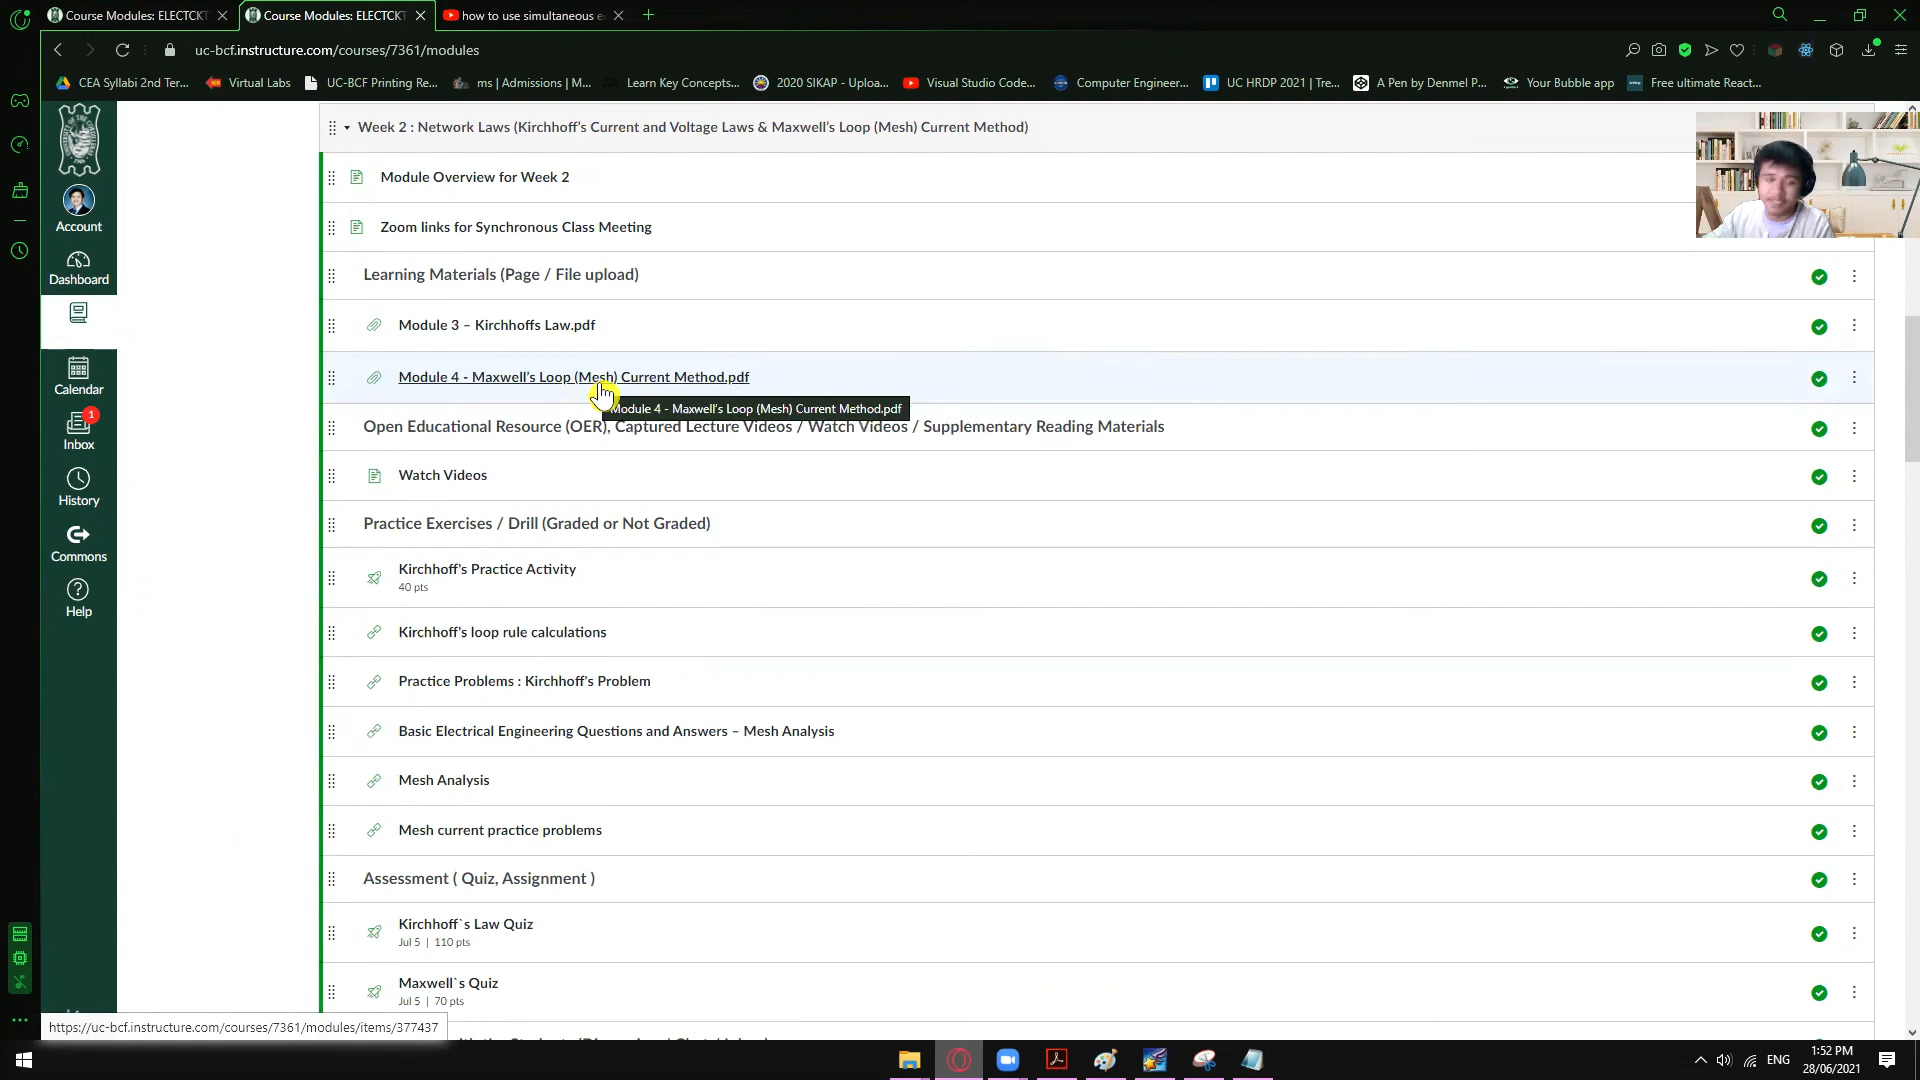 Course Modules: ELECTCKT
Course Modules: ELECTCKT
how to use simultaneous e
uc-bcf.instructure.com/courses/7361/modules
CEA Syllabi 2nd Ter...
Virtual Labs
UC-BCF Printing Re...
ms | Admissions | M...
Learn Key Concepts...
2020 SIKAP - Uploa...
Visual Studio Code...
Computer Engineer...
UC HRDP 2021 | Tre...
A Pen by Denmel P...
Your Bubble app
Free ultimate React...
Account
Dashboard
Calendar
1
Inbox
History
Commons
Help
Week 2 : Network Laws (Kirchhoff's Current and Voltage Laws & Maxwell's Loop (Mesh) Current Method)
Module Overview for Week 2
Zoom links for Synchronous Class Meeting
Learning Materials (Page / File upload)
Module 3 – Kirchhoffs Law.pdf
Module 4 - Maxwell's Loop (Mesh) Current Method.pdf
Module 4 - Maxwell's Loop (Mesh) Current Method.pdf
Open Educational Resource (OER), Captured Lecture Videos / Watch Videos / Supplementary Reading Materials
Watch Videos
Practice Exercises / Drill (Graded or Not Graded)
Kirchhoff's Practice Activity
40 pts
Kirchhoff's loop rule calculations
Practice Problems : Kirchhoff's Problem
Basic Electrical Engineering Questions and Answers – Mesh Analysis
Mesh Analysis
Mesh current practice problems
Assessment ( Quiz, Assignment )
Kirchhoff`s Law Quiz
Jul 5 | 110 pts
Maxwell`s Quiz
Jul 5 | 70 pts
https://uc-bcf.instructure.com/courses/7361/modules/items/377437
ENG
1:52 PM
28/06/2021